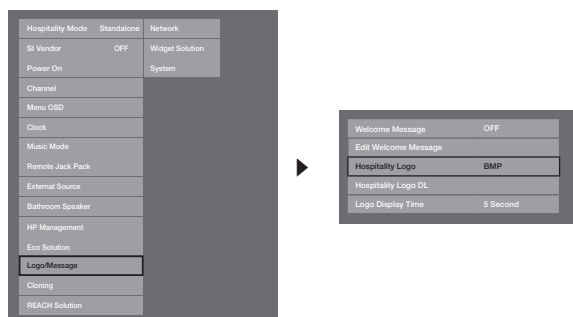 Hospitality Mode Standalone Network
SI Vendor OFF Widget Solution
Power On System
Channel
Menu OSD
Clock
Music Mode
Remote Jack Pack
External Source
Bathroom Speaker
HP Management
Eco Solution
Logo/Message
Cloning
REACH Solution
Welcome Message OFF
Edit Welcome Message
Hospitality Logo BMP
Hospitality Logo DL
Logo Display Time 5 Second